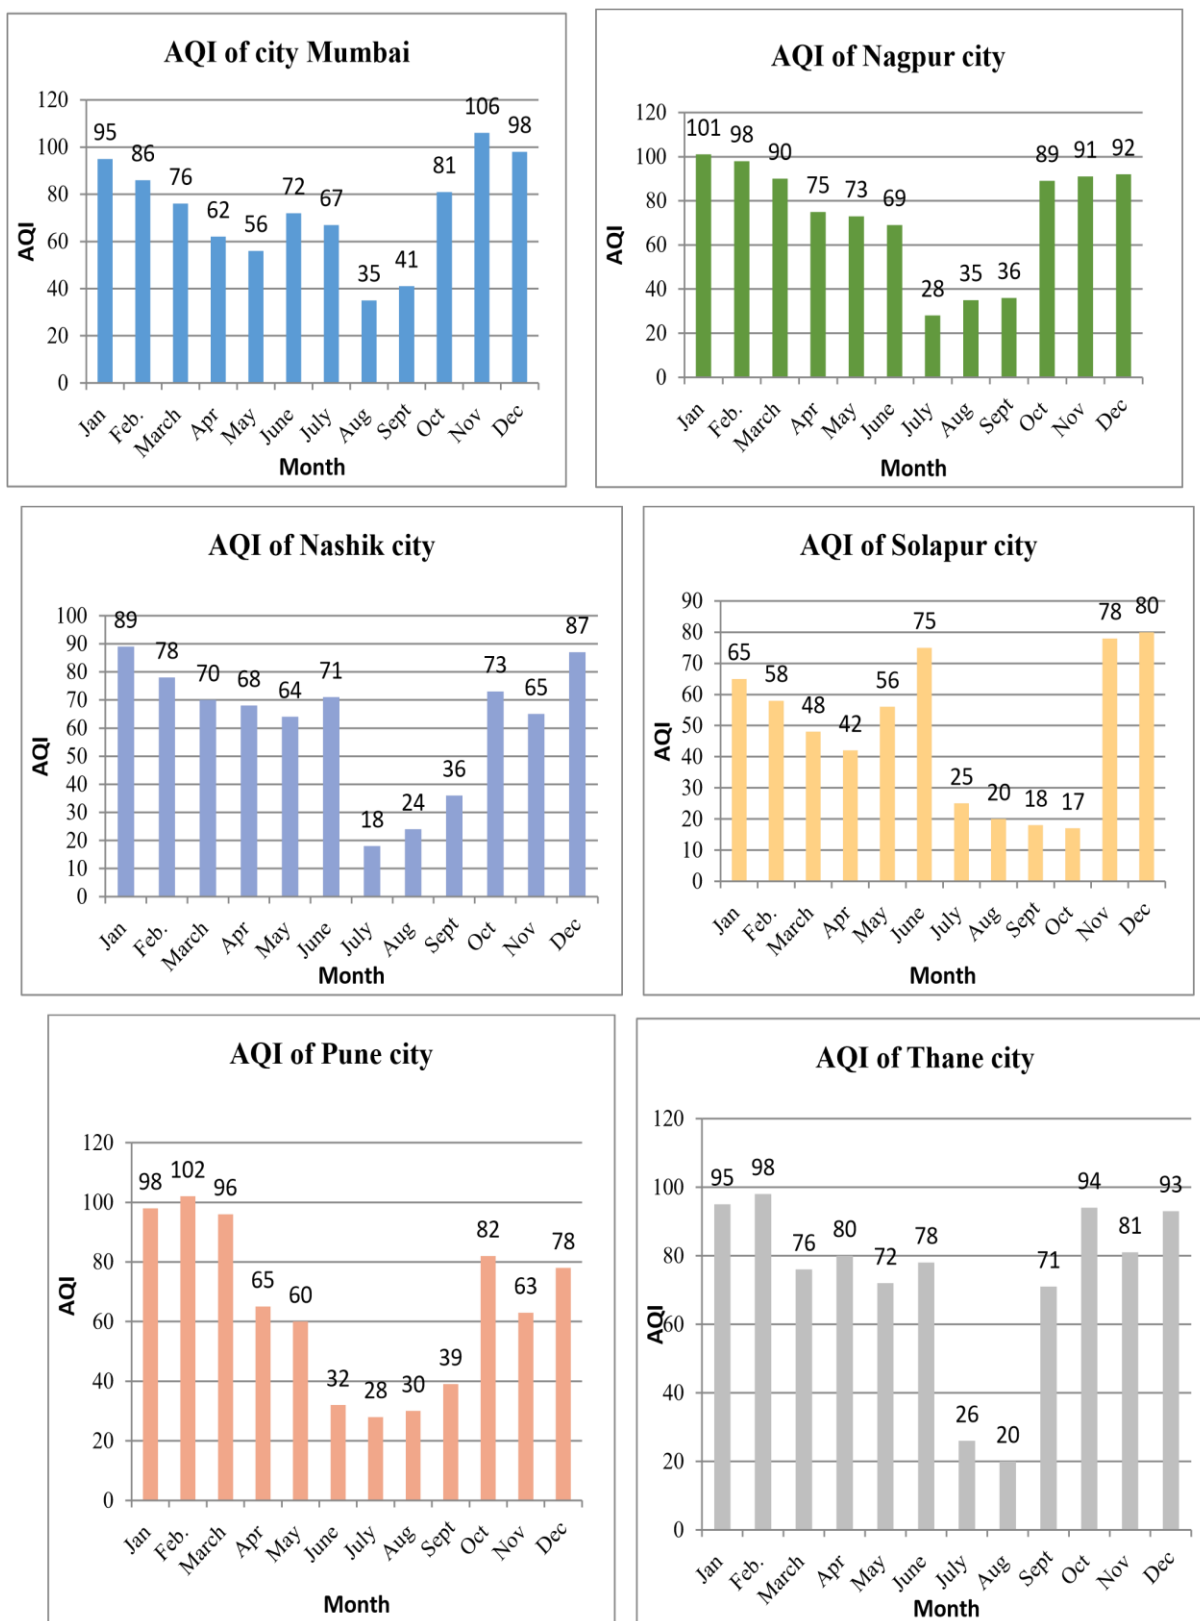 AQI of city Mumbai
120
100
80
60
40
20
0
AQI
95
86
76
62
56
72
67
35
41
81
106
98
Jan
Feb.
March
Apr
May
June
July
Aug
Sept
Oct
Nov
Dec
Month
AQI of Nagpur city
120
100
80
60
40
20
0
AQI
101
98
90
75
73
69
28
35
36
89
91
92
Jan
Feb.
March
Apr
May
June
July
Aug
Sept
Oct
Nov
Dec
Month
AQI of Nashik city
100
90
80
70
60
50
40
30
20
10
0
AQI
89
78
70
68
64
71
18
24
36
73
65
87
Jan
Feb.
March
Apr
May
June
July
Aug
Sept
Oct
Nov
Dec
Month
AQI of Solapur city
90
80
70
60
50
40
30
20
10
0
AQI
65
58
48
42
56
75
25
20
18
17
78
80
Jan
Feb.
March
Apr
May
June
July
Aug
Sept
Oct
Nov
Dec
Month
AQI of Pune city
120
100
80
60
40
20
0
AQI
98
102
96
65
60
32
28
30
39
82
63
78
Jan
Feb.
March
Apr
May
June
July
Aug
Sept
Oct
Nov
Dec
Month
AQI of Thane city
120
100
80
60
40
20
0
AQI
95
98
76
80
72
78
26
20
71
94
81
93
Jan
Feb.
March
Apr
May
June
July
Aug
Sept
Oct
Nov
Dec
Month